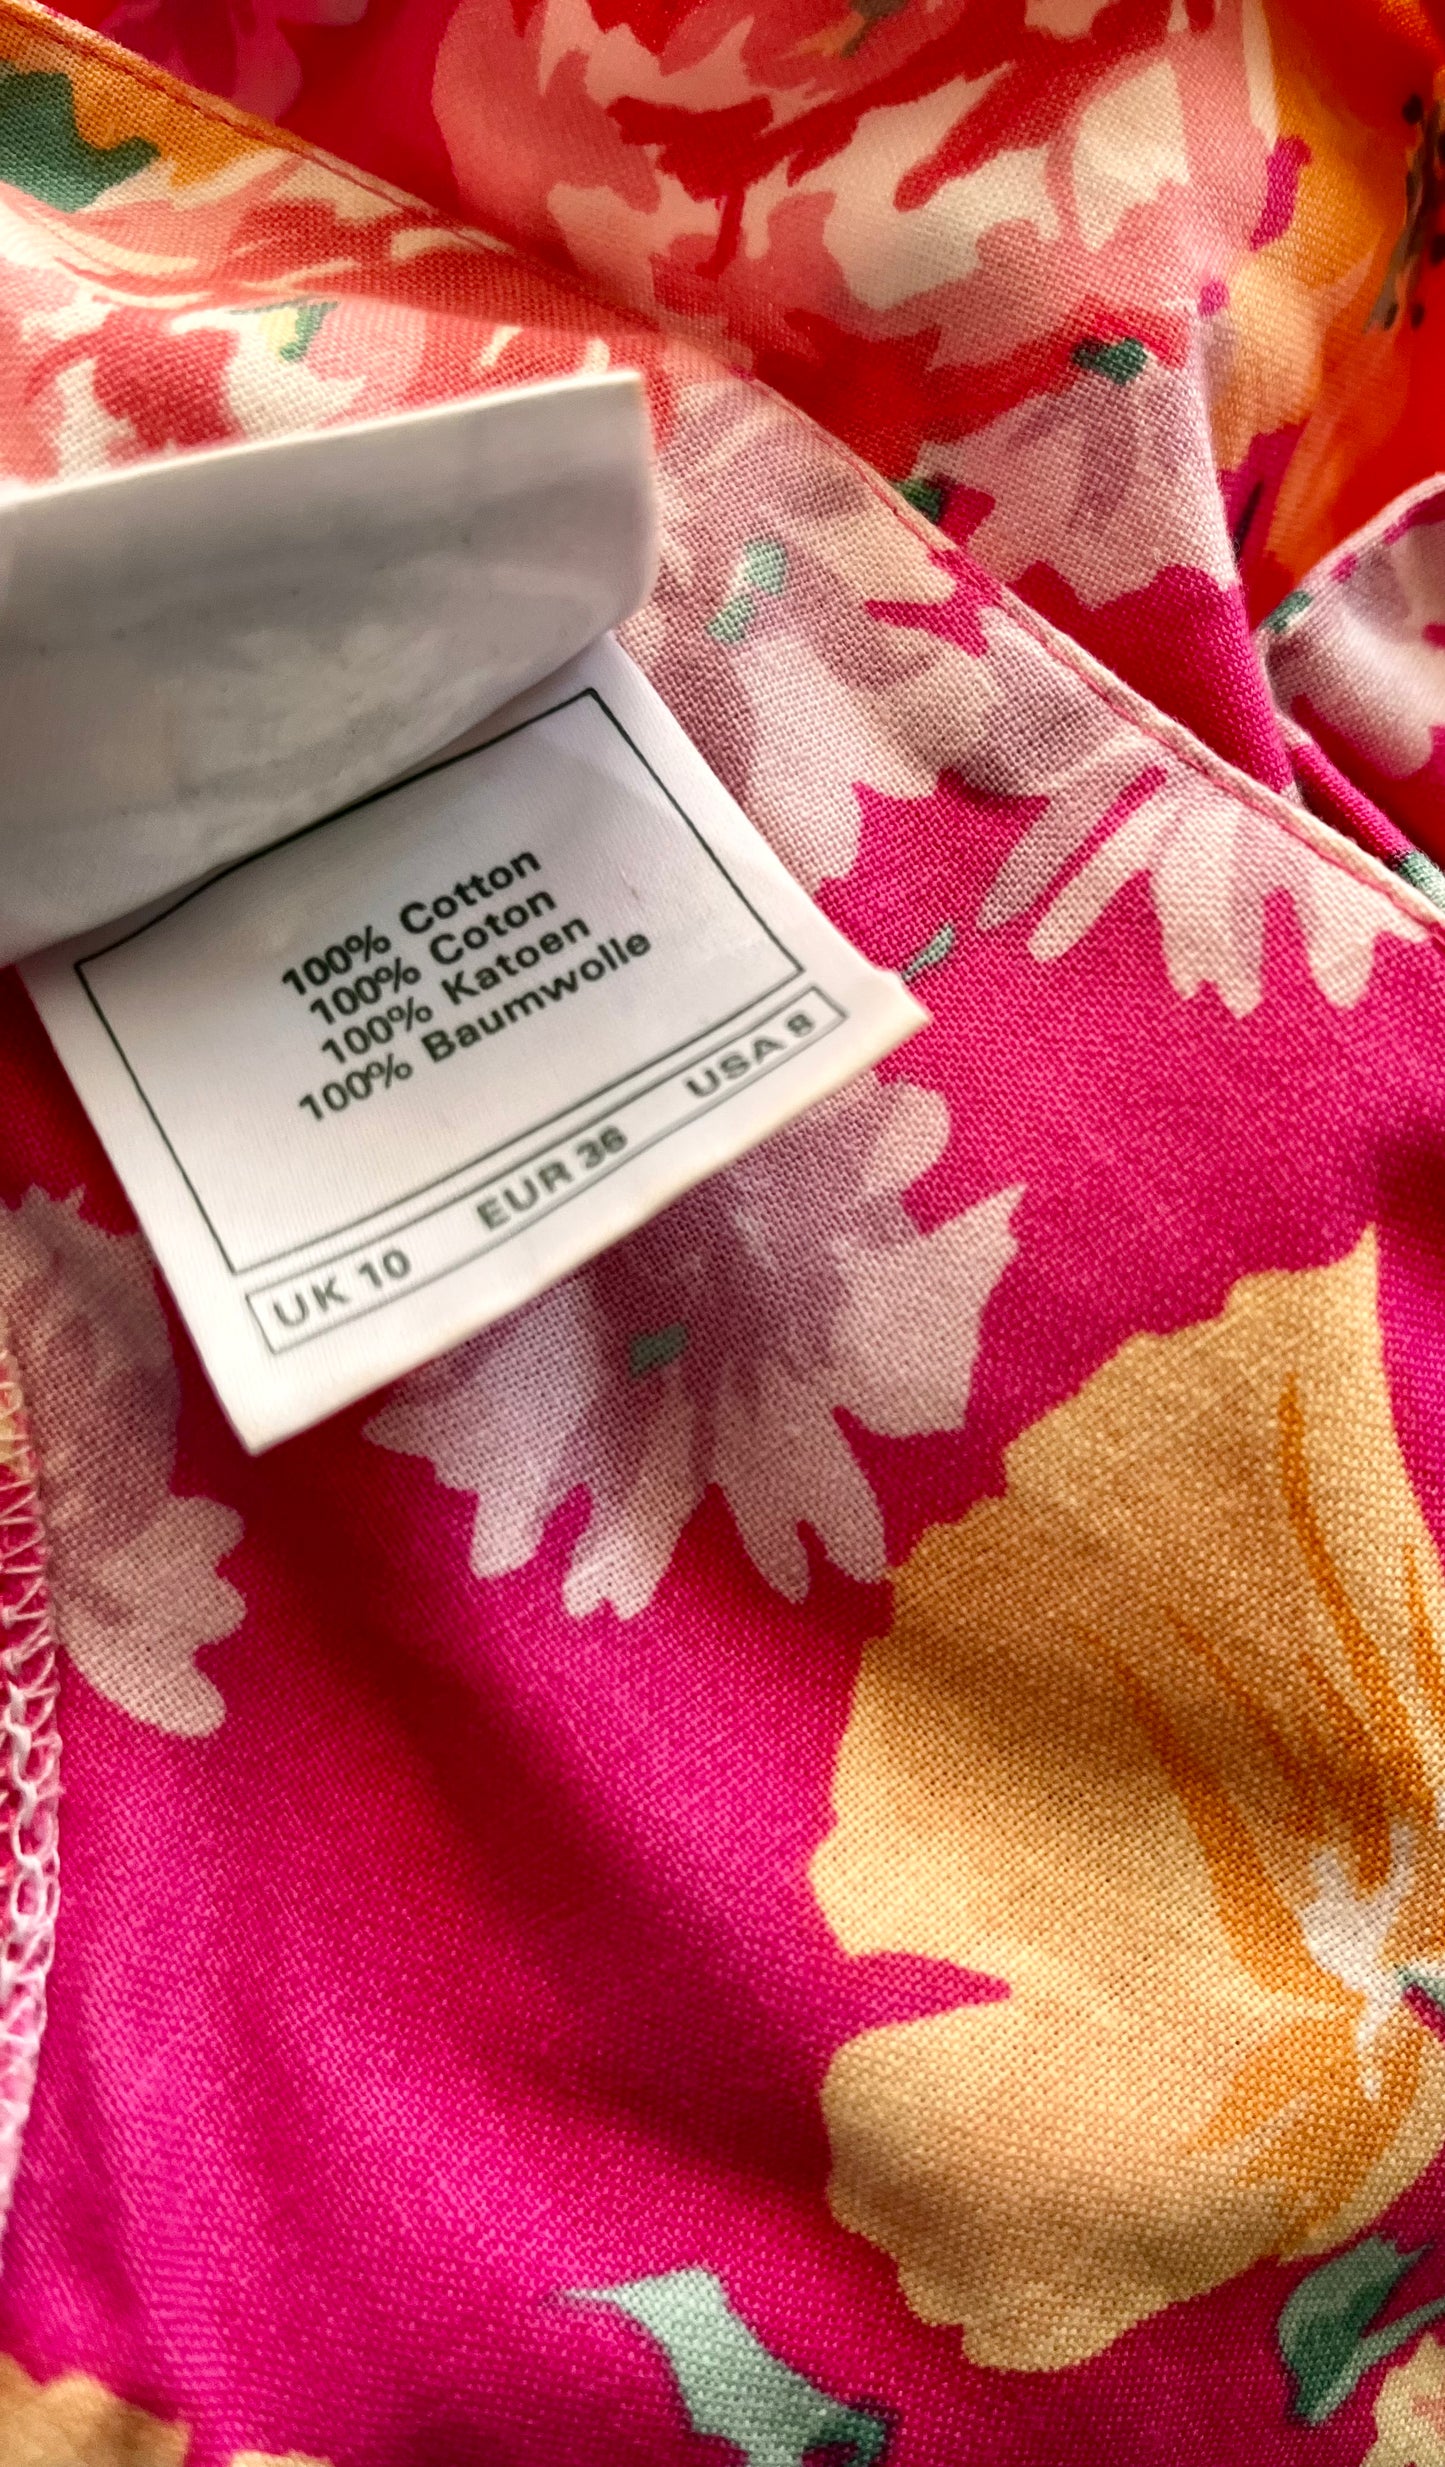 100% Cotton
100% Coton
100% Katoen
100% Baumwolle
UK 10 EUR 36 USA 8